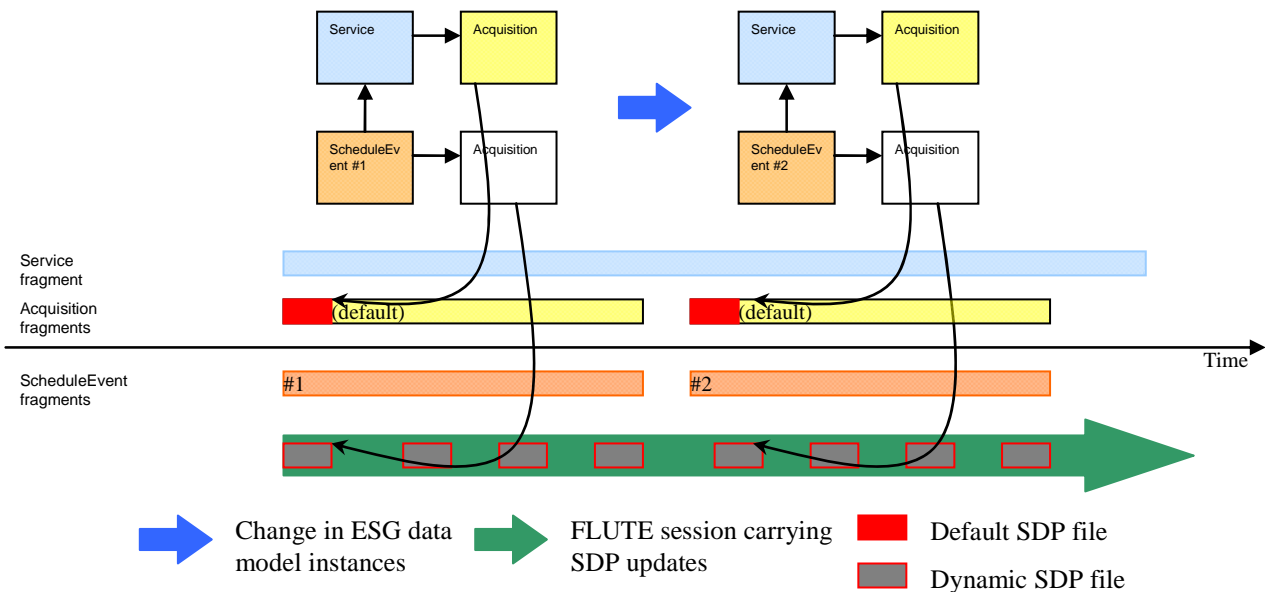 Service
Acquisition
Service
Acquisition
ScheduleEv
ent #1
Acquisition
ScheduleEv
ent #2
Acquisition
Service
fragment
Acquisition
fragments
(default)
(default)
Time
ScheduleEvent
fragments
#1
#2
Change in ESG data
model instances
FLUTE session carrying
SDP updates
Default SDP file
Dynamic SDP file